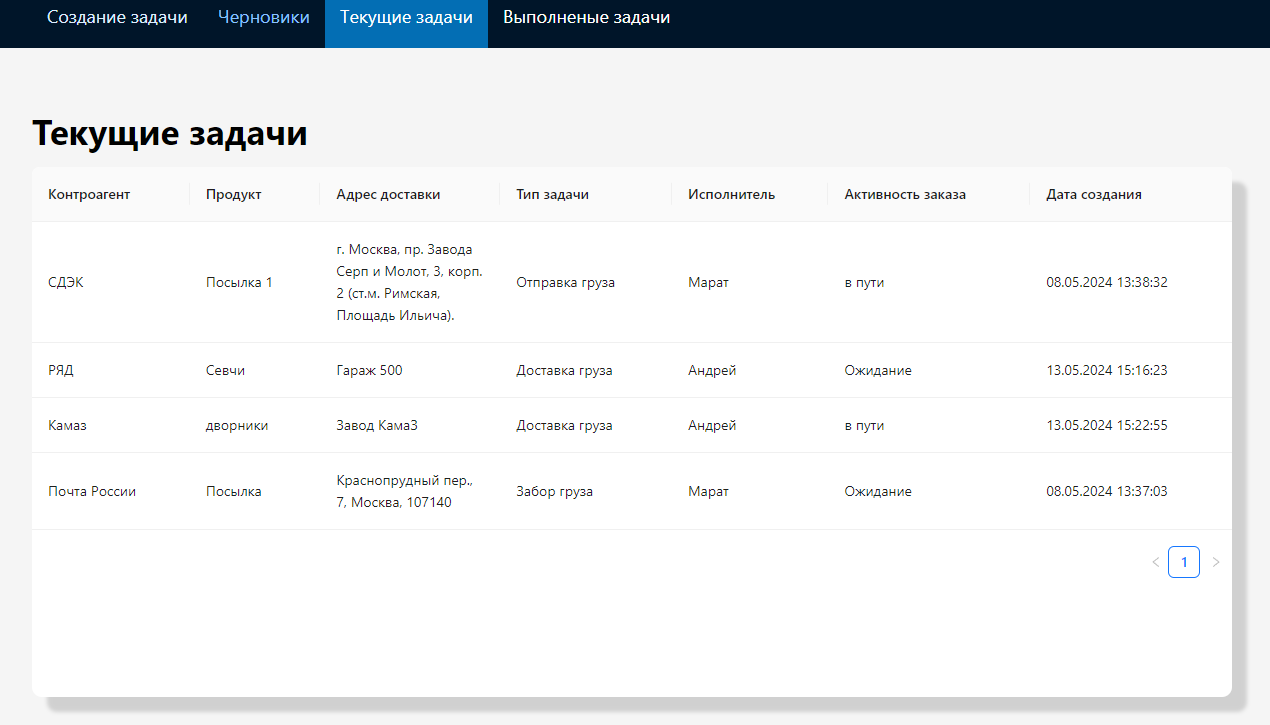 Создание задачи Черновики Текущие задачи Выполненые задачи
Текущие задачи
Контроагент Продукт Адрес доставки Тип задачи Исполнитель Активность заказа Дата создания
СДЭК Посылка 1 г. Москва, пр. Завода
Серп и Молот, 3, корп.
2 (ст.м. Римская,
Площадь Ильича). Отправка груза Марат в пути 08.05.2024 13:38:32
РЯД Севчи Гараж 500 Доставка груза Андрей Ожидание 13.05.2024 15:16:23
Камаз дворники Завод КамаЗ Доставка груза Андрей в пути 13.05.2024 15:22:55
Почта России Посылка Краснопрудный пер.,
7, Москва, 107140 Забор груза Марат Ожидание 08.05.2024 13:37:03
< 1 >